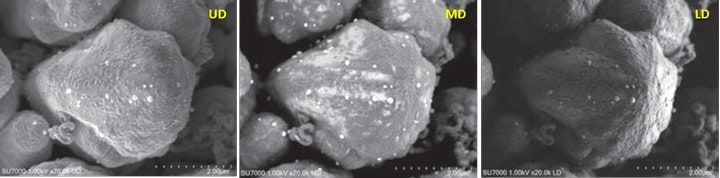 UD
SU7000 1.00kV x20.0k UD
2.00μm
MD
SU7000 1.00kV x20.0k MD
2.00μm
LD
SU7000 1.00kV x20.0k LD
2.00μm